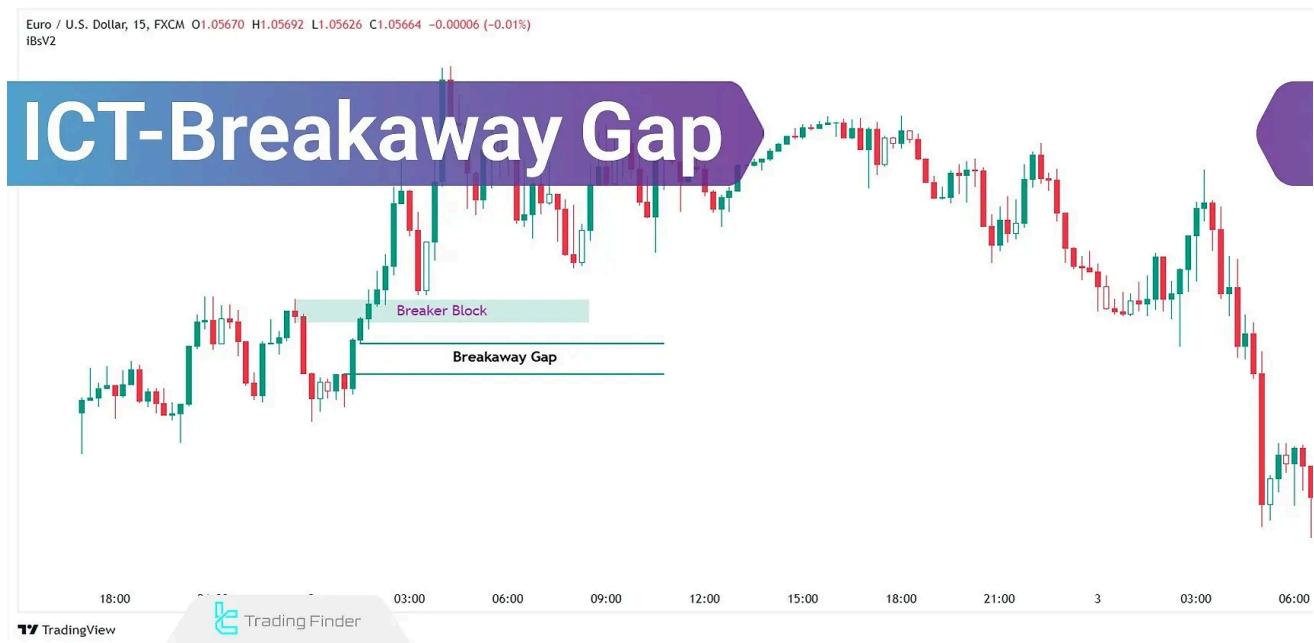 Euro / U.S. Dollar, 15, FXCM O1.05670 H1.05692 L1.05626 C1.05664 −0.00006 (−0.01%)
iBsV2
ICT-Breakaway Gap
Breaker Block
Breakaway Gap
18:00 03:00 06:00 09:00 12:00 15:00 18:00 21:00 3 03:00 06:00
Trading Finder
TradingView